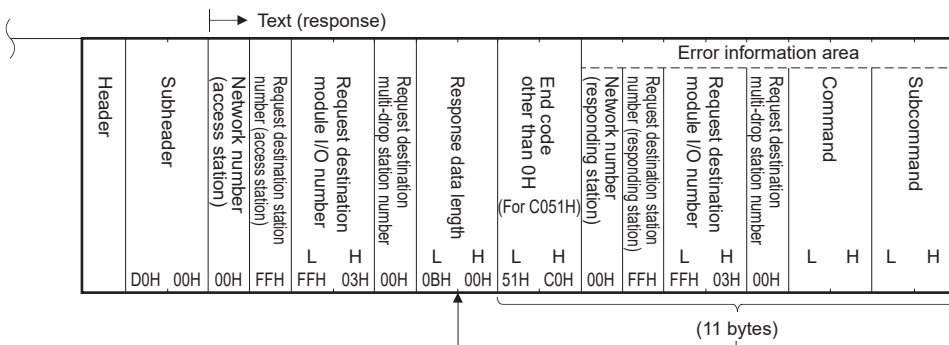 Text (response)
Error information area
Header
Subheader
Network number
(access station)
Request destination station
number (access station)
Request destination
module I/O number
Request destination
multi-drop station number
Response data length
End code
other than 0H
(For C051H)
Network number
(responding station)
Request destination station
number (responding station)
Request destination
module I/O number
Request destination
multi-drop station number
Command
Subcommand
L H L H L H L H L H L H
D0H 00H 00H FFH FFH 03H 00H 0BH 00H 51H C0H 00H FFH FFH 03H 00H
(11 bytes)